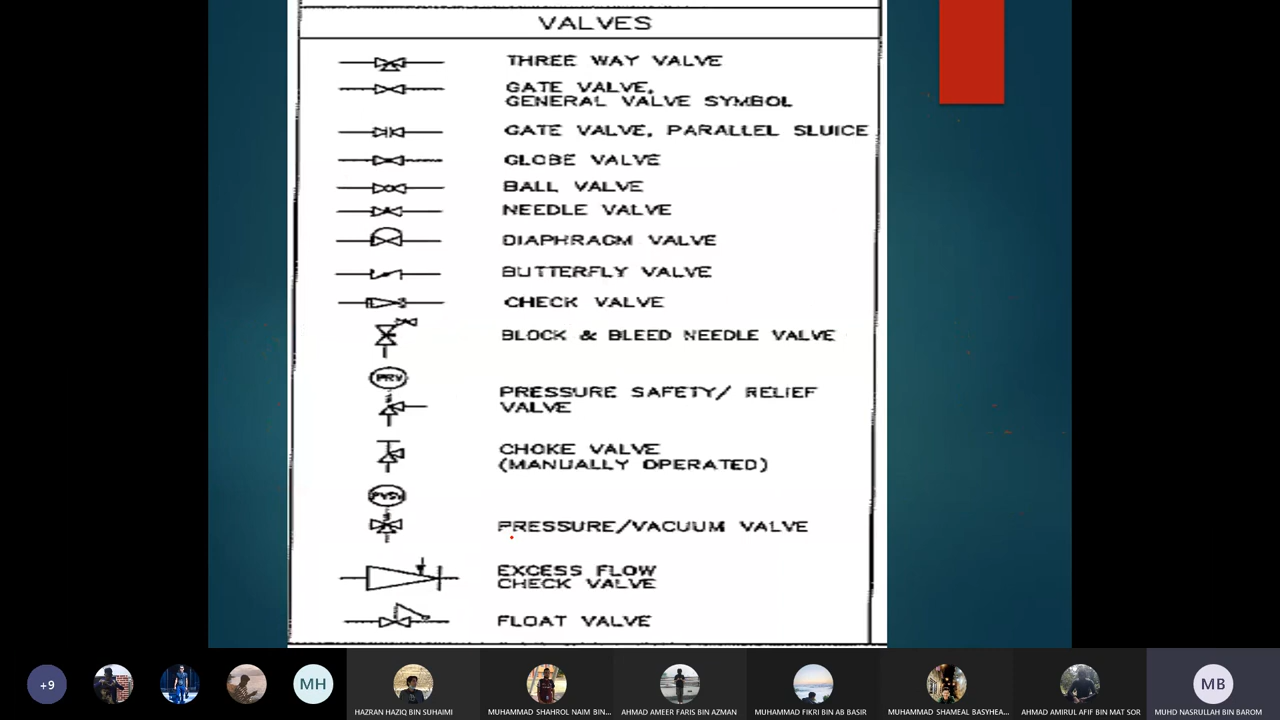 VALVES
THREE WAY VALVE
GATE VALVE,
GENERAL VALVE SYMBOL
GATE VALVE, PARALLEL SLUICE
GLOBE VALVE
BALL VALVE
NEEDLE VALVE
DIAPHRAGM VALVE
BUTTERFLY VALVE
CHECK VALVE
BLOCK & BLEED NEEDLE VALVE
PRV
PRESSURE SAFETY/ RELIEF
VALVE
CHOKE VALVE
(MANUALLY OPERATED)
PVSV
PRESSURE/VACUUM VALVE
EXCESS FLOW
CHECK VALVE
FLOAT VALVE
+9
MH
MB
HAZRAN HAZIQ BIN SUHAIMI
MUHAMMAD SHAHROL NAIM BIN...
AHMAD AMEER FARIS BIN AZMAN
MUHAMMAD FIKRI BIN AB BASIR
MUHAMMAD SHAMEAL BASYHEA...
AHMAD AMIRUL AFIF BIN MAT SOR
MUHD NASRULLAH BIN BAROM